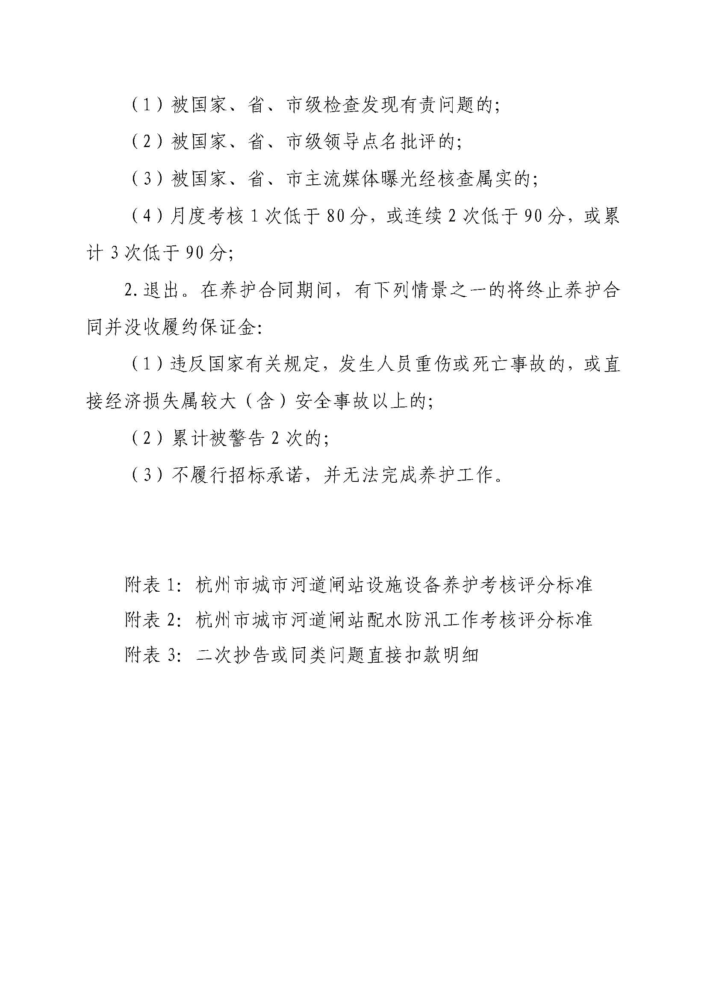 （1）被国家、省、市级检查发现有责问题的；
（2）被国家、省、市级领导点名批评的；
（3）被国家、省、市主流媒体曝光经核查属实的；
（4）月度考核 1 次低于 80 分，或连续 2 次低于 90 分，或累
计 3 次低于 90 分；
2. 退出。在养护合同期间，有下列情景之一的将终止养护合
同并没收履约保证金：
（1）违反国家有关规定，发生人员重伤或死亡事故的，或直
接经济损失属较大（含）安全事故以上的；
（2）累计被警告 2 次的；
（3）不履行招标承诺，并无法完成养护工作。
附表 1：杭州市城市河道闸站设施设备养护考核评分标准
附表 2：杭州市城市河道闸站配水防汛工作考核评分标准
附表 3：二次抄告或同类问题直接扣款明细